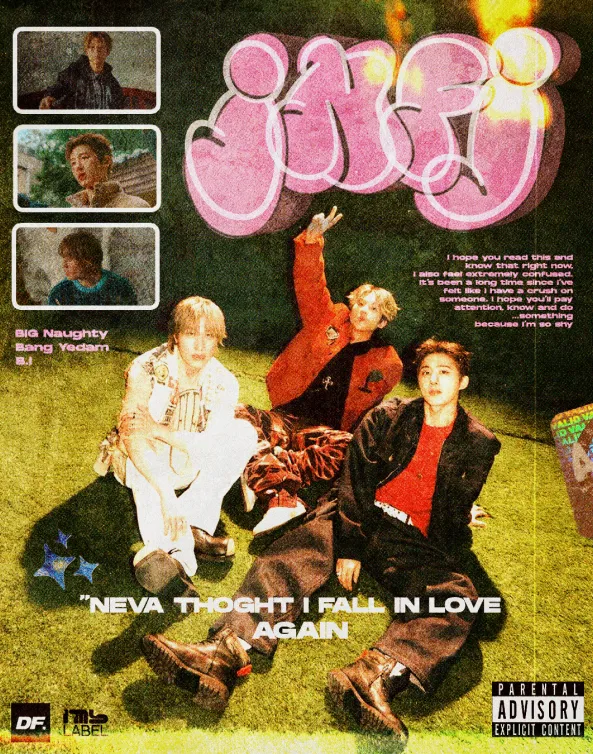 jNFj
I hope you read this and
know that right now,
I also feel extremely confused.
It's been a long time since I've
felt like I have a crush on
someone. I hope you'll pay
attention, know and do
...something
because I'm so shy
BIG Naughty
Bang Yedam
B.I
"NEVA THOGHT I FALL IN LOVE
AGAIN
DF.
LABEL
PARENTAL
ADVISORY
EXPLICIT CONTENT